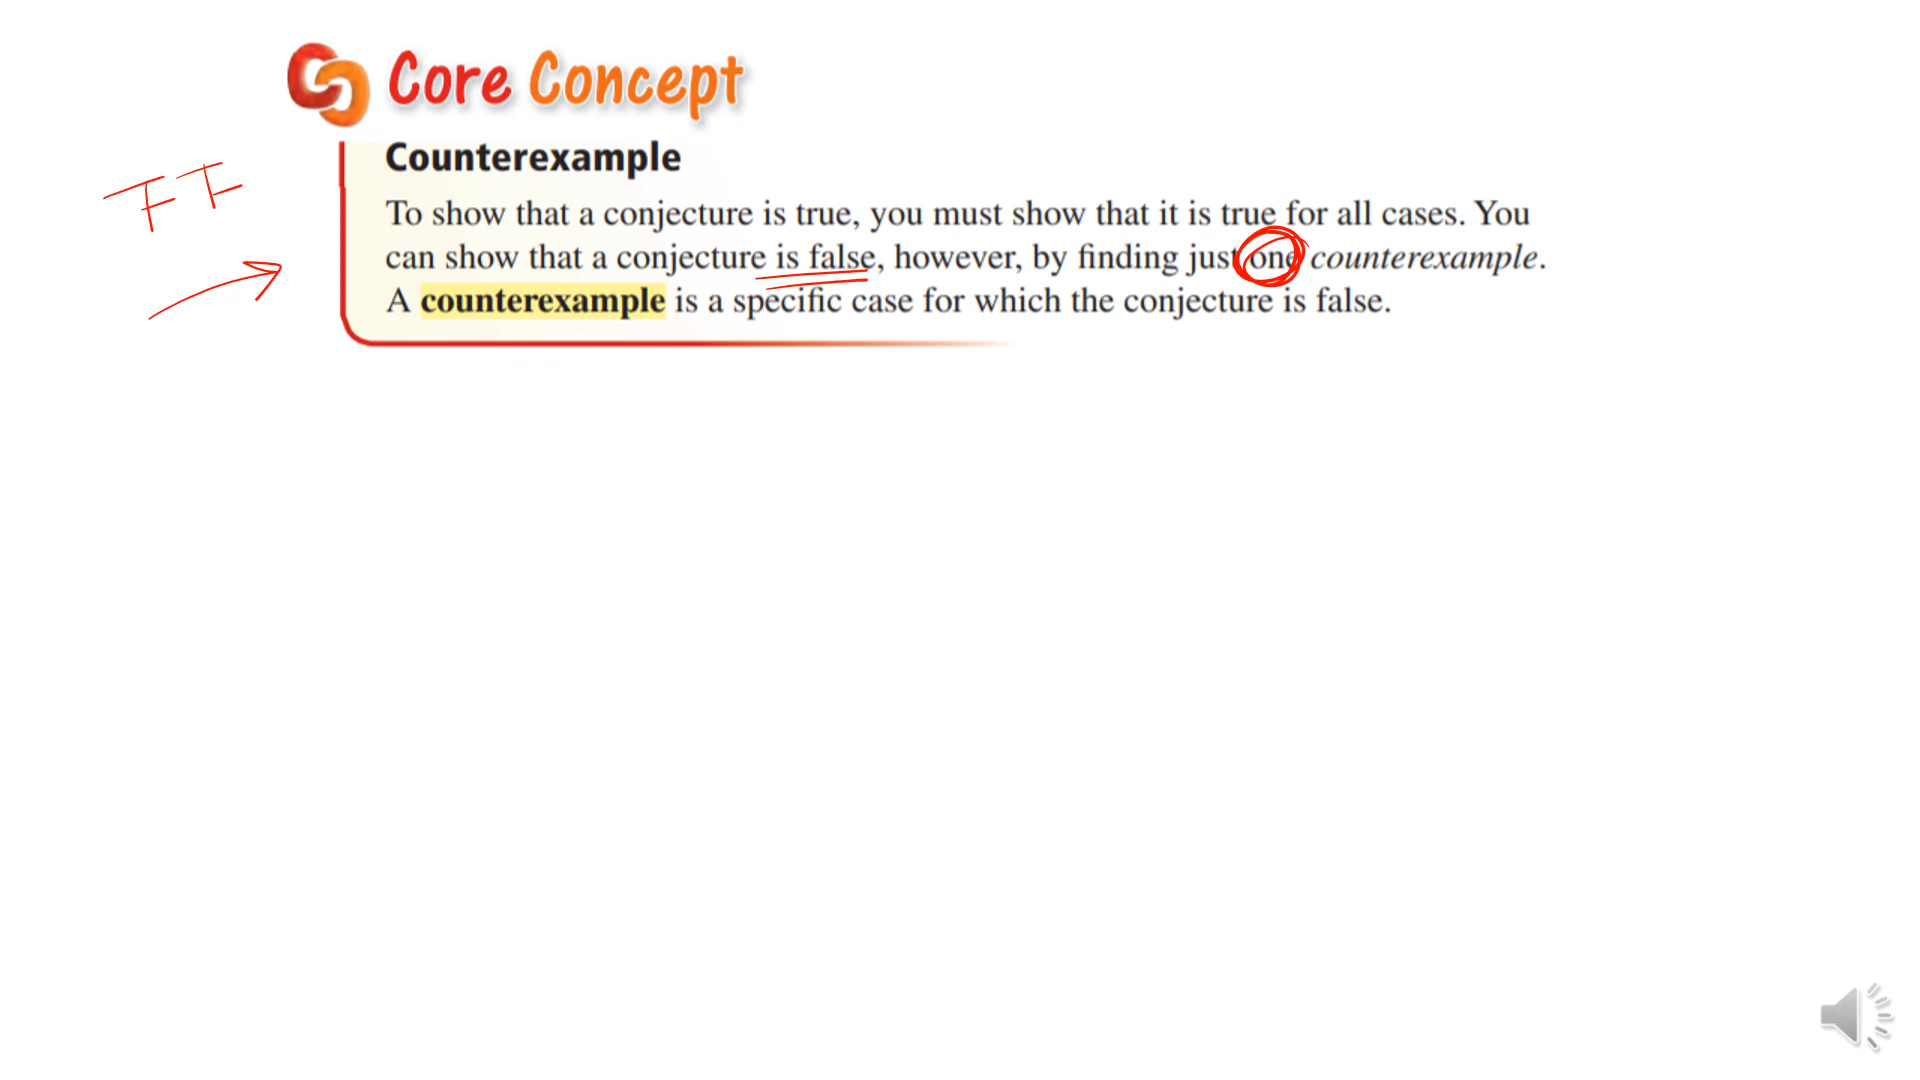 Core Concept
Counterexample
FF
To show that a conjecture is true, you must show that it is true for all cases. You
can show that a conjecture is false, however, by finding just one counterexample.
A counterexample is a specific case for which the conjecture is false.